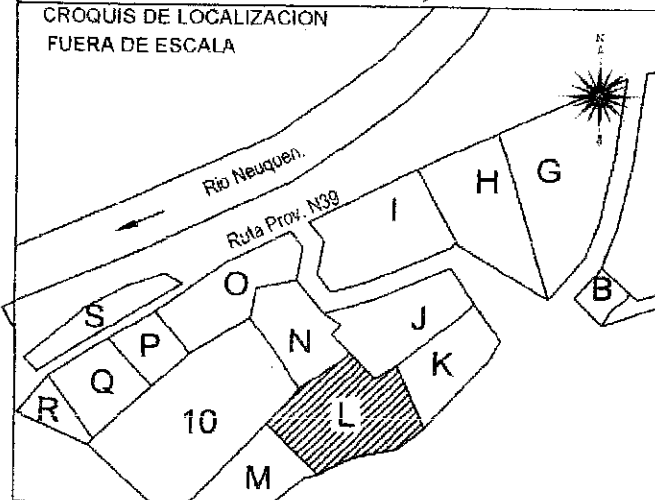 CROQUIS DE LOCALIZACION
FUERA DE ESCALA
N
Rio Neuquen.
Ruta Prov. N39
I
H
G
B
S
O
P
Q
R
N
J
K
10
L
M